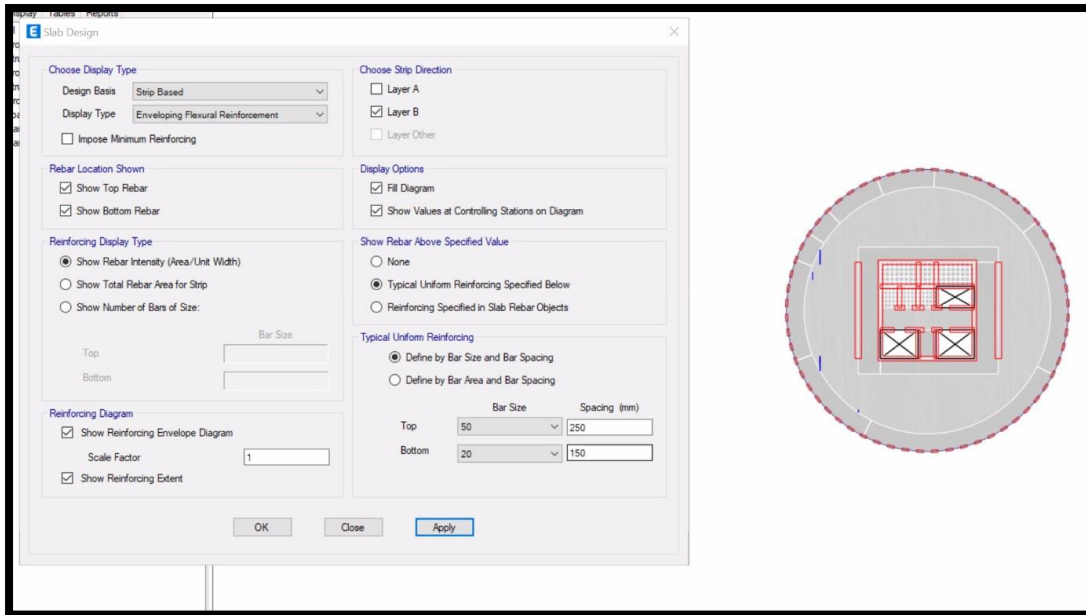 Tables Reports
E Slab Design
Choose Display Type
Design Basis Strip Based
Display Type Enveloping Flexural Reinforcement
Impose Minimum Reinforcing
Rebar Location Shown
Show Top Rebar
Show Bottom Rebar
Reinforcing Display Type
Show Rebar Intensity (Area/Unit Width)
Show Total Rebar Area for Strip
Show Number of Bars of Size:
Bar Size
Top
Bottom
Reinforcing Diagram
Show Reinforcing Envelope Diagram
Scale Factor 1
Show Reinforcing Extent
Choose Strip Direction
Layer A
Layer B
Layer Other
Display Options
Fill Diagram
Show Values at Controlling Stations on Diagram
Show Rebar Above Specified Value
None
Typical Uniform Reinforcing Specified Below
Reinforcing Specified in Slab Rebar Objects
Typical Uniform Reinforcing
Define by Bar Size and Bar Spacing
Define by Bar Area and Bar Spacing
Bar Size Spacing (mm)
Top 50 250
Bottom 20 150
OK Close Apply